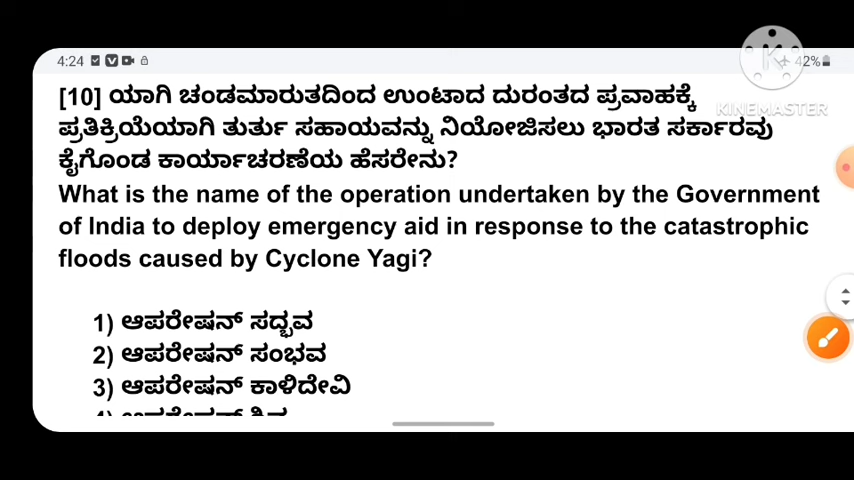 4:24
42%
KINEMASTER
[10] ಯಾಗಿ ಚಂಡಮಾರುತದಿಂದ ಉಂಟಾದ ದುರಂತದ ಪ್ರವಾಹಕ್ಕೆ
ಪ್ರತಿಕ್ರಿಯೆಯಾಗಿ ತುರ್ತು ಸಹಾಯವನ್ನು ನಿಯೋಜಿಸಲು ಭಾರತ ಸರ್ಕಾರವು
ಕೈಗೊಂಡ ಕಾರ್ಯಾಚರಣೆಯ ಹೆಸರೇನು?
What is the name of the operation undertaken by the Government
of India to deploy emergency aid in response to the catastrophic
floods caused by Cyclone Yagi?
1) ಆಪರೇಷನ್ ಸದ್ಭವ
2) ಆಪರೇಷನ್ ಸಂಭವ
3) ಆಪರೇಷನ್ ಕಾಳಿದೇವಿ